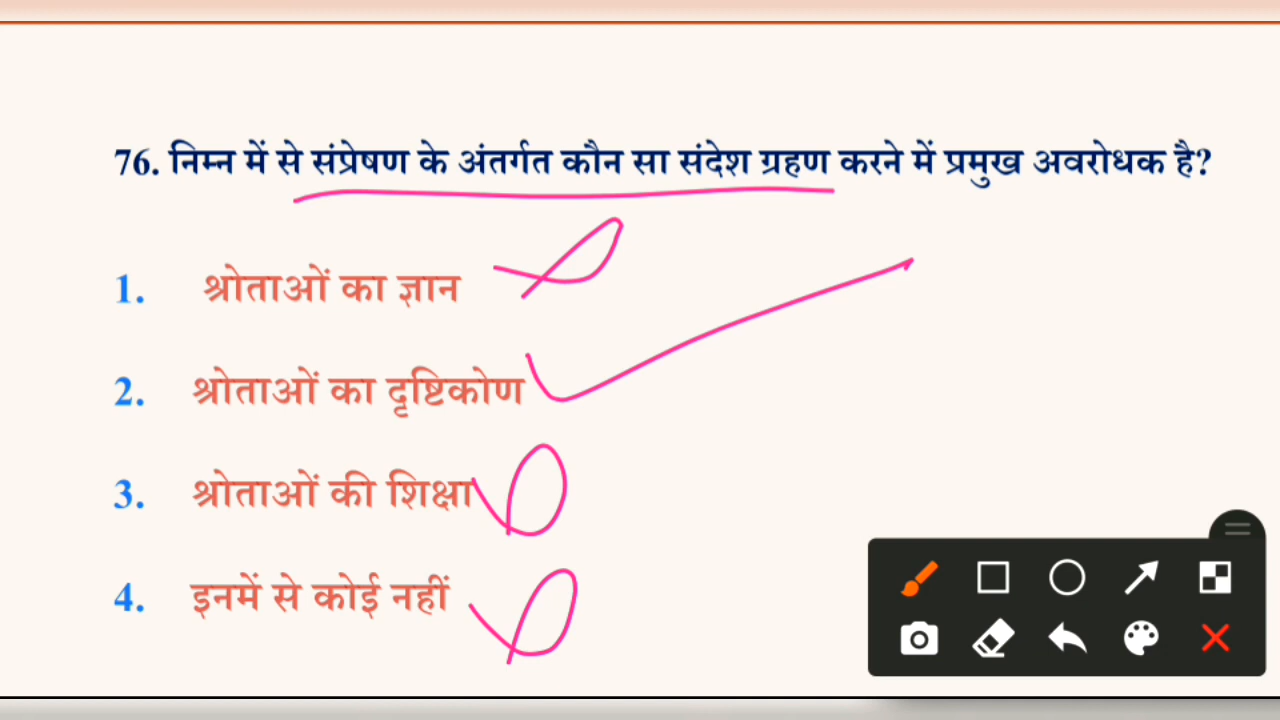 76. निम्न में से संप्रेषण के अंतर्गत कौन सा संदेश ग्रहण करने में प्रमुख अवरोधक है?
1. श्रोताओं का ज्ञान
2. श्रोताओं का दृष्टिकोण
3. श्रोताओं की शिक्षा
4. इनमें से कोई नहीं